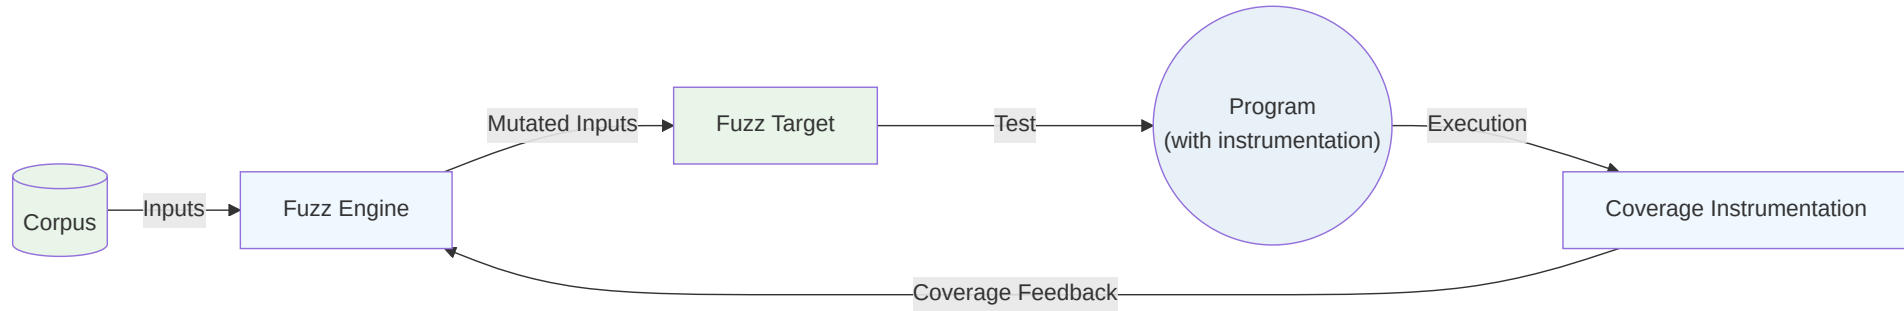 Corpus
Inputs
Fuzz Engine
Mutated Inputs
Fuzz Target
Test
Program
(with instrumentation)
Execution
Coverage Instrumentation
Coverage Feedback